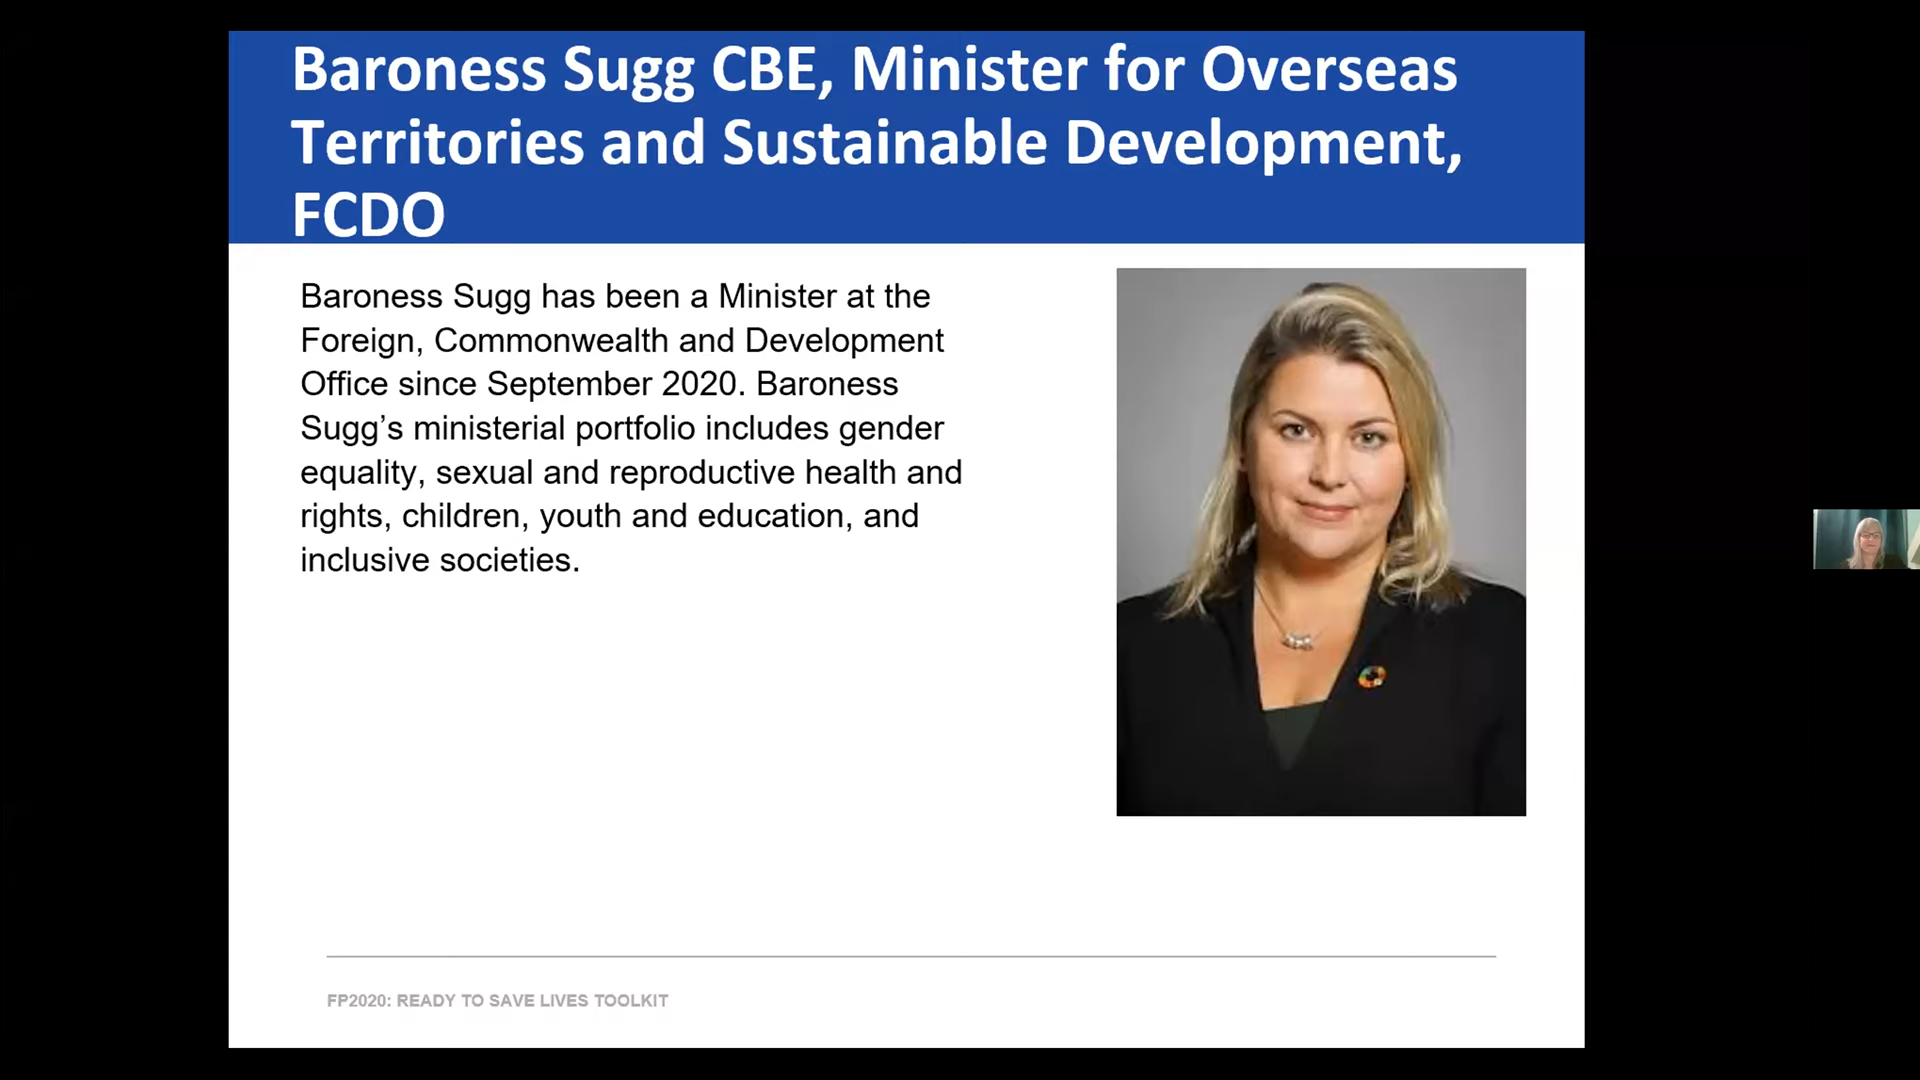 Baroness Sugg CBE, Minister for Overseas
Territories and Sustainable Development,
FCDO
Baroness Sugg has been a Minister at the
Foreign, Commonwealth and Development
Office since September 2020. Baroness
Sugg’s ministerial portfolio includes gender
equality, sexual and reproductive health and
rights, children, youth and education, and
inclusive societies.
FP2020: READY TO SAVE LIVES TOOLKIT